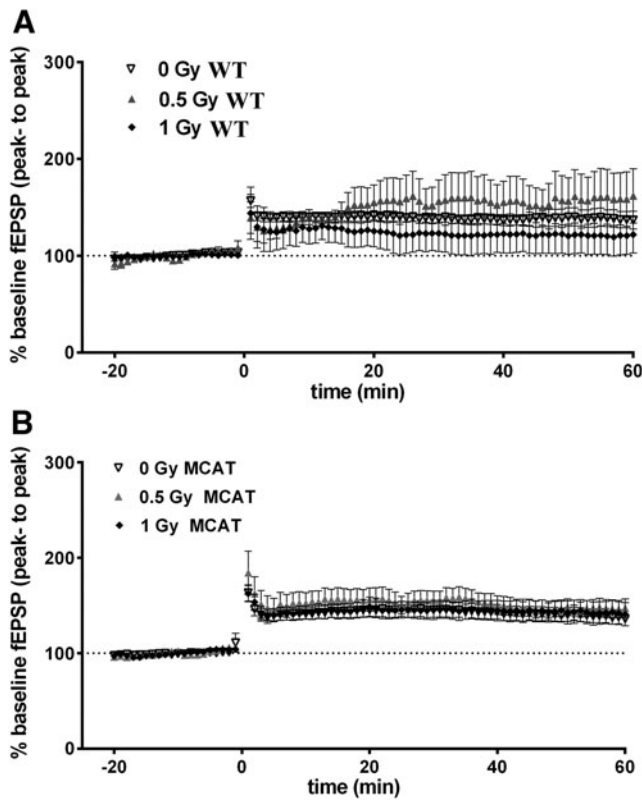 A
% baseline fEPSP (peak- to peak)
300
200
100
0
0 Gy WT
0.5 Gy WT
1 Gy WT
-20 0 20 40 60
time (min)
B
% baseline fEPSP (peak- to peak)
300
200
100
0
0 Gy MCAT
0.5 Gy MCAT
1 Gy MCAT
-20 0 20 40 60
time (min)